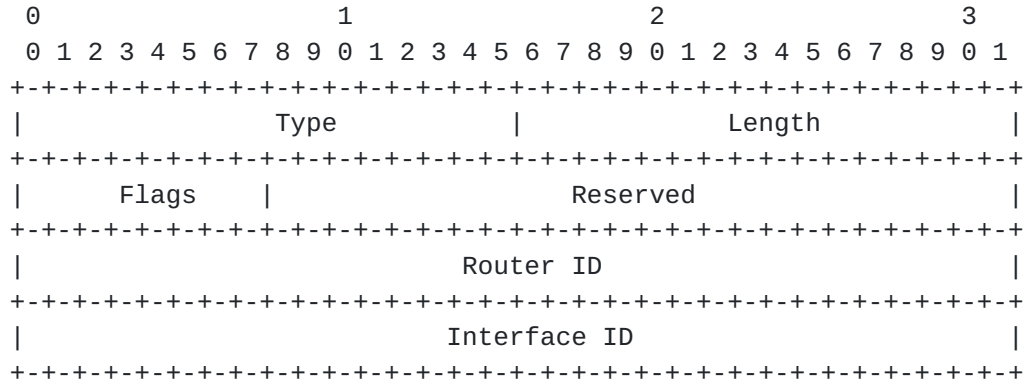 0                   1                   2                   3
 0 1 2 3 4 5 6 7 8 9 0 1 2 3 4 5 6 7 8 9 0 1 2 3 4 5 6 7 8 9 0 1
+-+-+-+-+-+-+-+-+-+-+-+-+-+-+-+-+-+-+-+-+-+-+-+-+-+-+-+-+-+-+-+-+
|                Type           |             Length            |
+-+-+-+-+-+-+-+-+-+-+-+-+-+-+-+-+-+-+-+-+-+-+-+-+-+-+-+-+-+-+-+-+
|      Flags    |                   Reserved                    |
+-+-+-+-+-+-+-+-+-+-+-+-+-+-+-+-+-+-+-+-+-+-+-+-+-+-+-+-+-+-+-+-+
|                            Router ID                          |
+-+-+-+-+-+-+-+-+-+-+-+-+-+-+-+-+-+-+-+-+-+-+-+-+-+-+-+-+-+-+-+-+
|                           Interface ID                        |
+-+-+-+-+-+-+-+-+-+-+-+-+-+-+-+-+-+-+-+-+-+-+-+-+-+-+-+-+-+-+-+-+